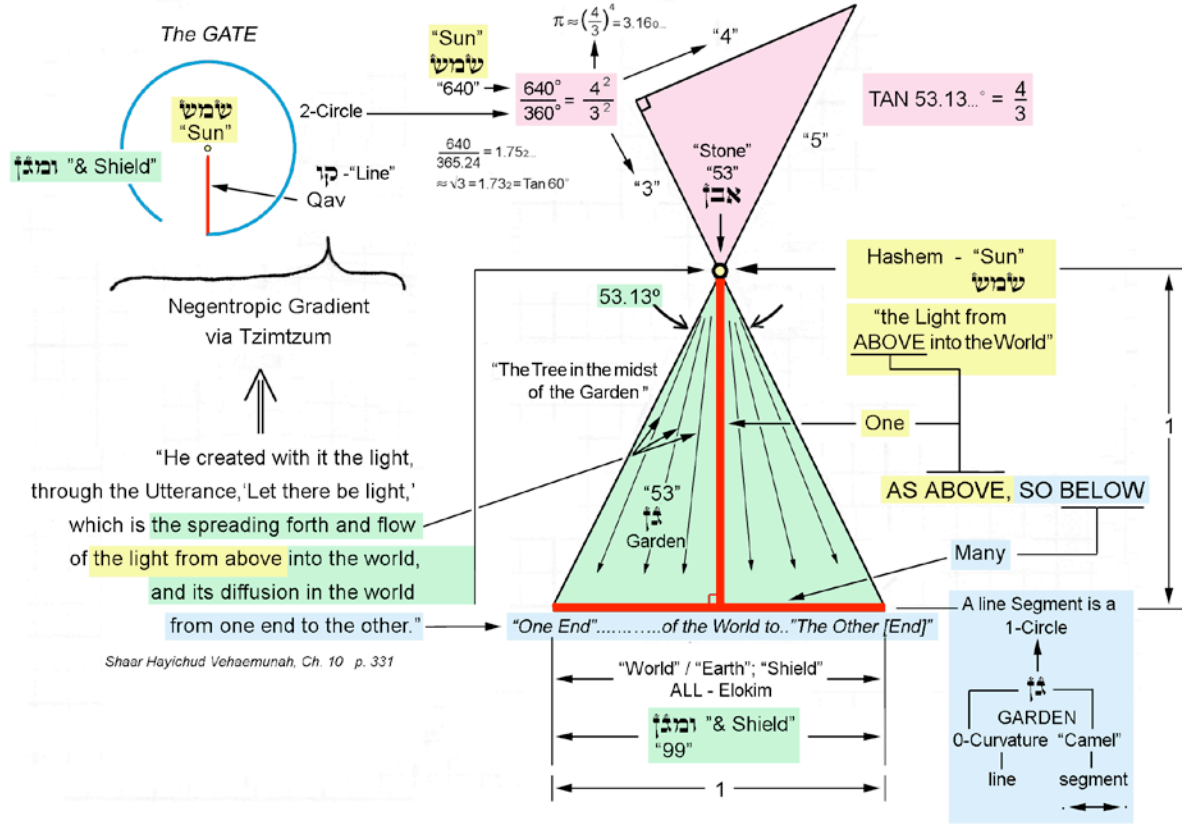 The GATE
שמש
“Sun”
ומגן "& Shield”
2-Circle
קו -“Line”
Qav
Negentropic Gradient
via Tzimtzum
“He created with it the light,
through the Utterance,‘Let there be light,’
which is the spreading forth and flow
of the light from above into the world,
and its diffusion in the world
from one end to the other.”
Shaar Hayichud Vehaemunah, Ch. 10 p. 331
“Sun”
שמש
“640”
π ≈ (4/3)⁴ = 3.16₀...
640°/360° = 4²/3²
640/365.24 = 1.75₂...
≈ √3 = 1.73₂ = Tan 60°
“4”
“3”
“5”
TAN 53.13...° = 4/3
“Stone”
“53”
אבן
53.13º
“The Tree in the midst
of the Garden”
“53”
גן
Garden
Hashem - “Sun”
שמש
“the Light from
ABOVE into the World”
One
AS ABOVE, SO BELOW
Many
1
“One End”...........of the World to..”The Other [End]”
“World” / “Earth”; “Shield”
ALL - Elokim
ומגן "& Shield”
“99”
1
A line Segment is a
1-Circle
גן
GARDEN
0-Curvature “Camel”
line segment